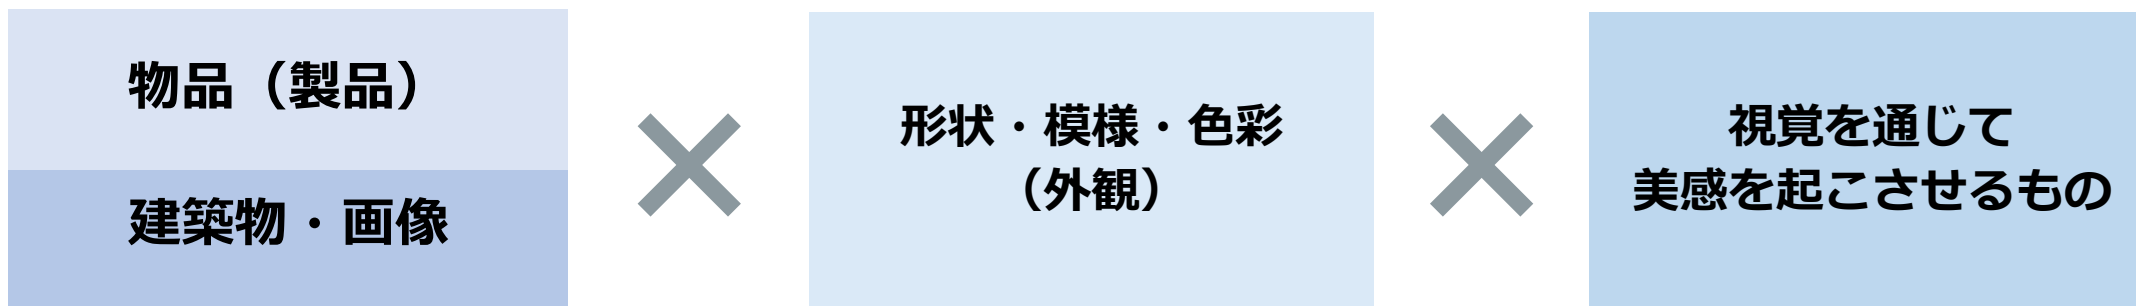 物品（製品）
建築物・画像
形状・模様・色彩
（外観）
視覚を通じて
美感を起こさせるもの